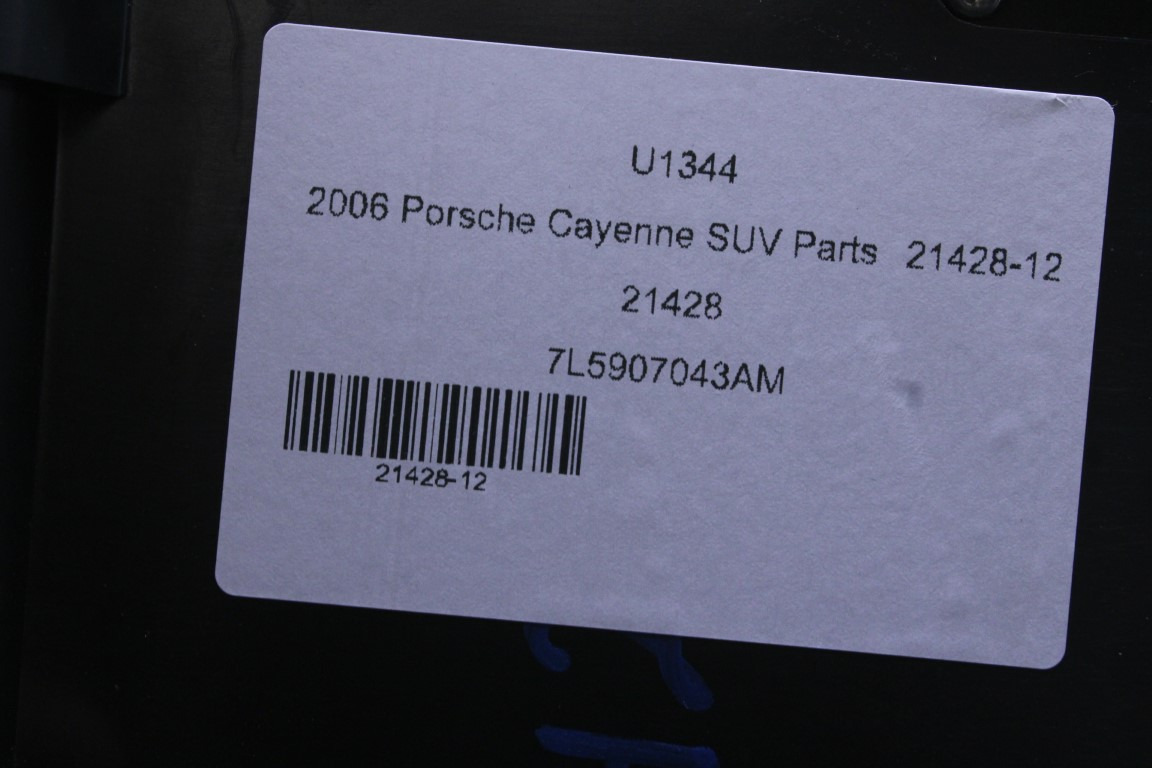 U1344
2006 Porsche Cayenne SUV Parts 21428-12
21428
7L5907043AM
21428-12